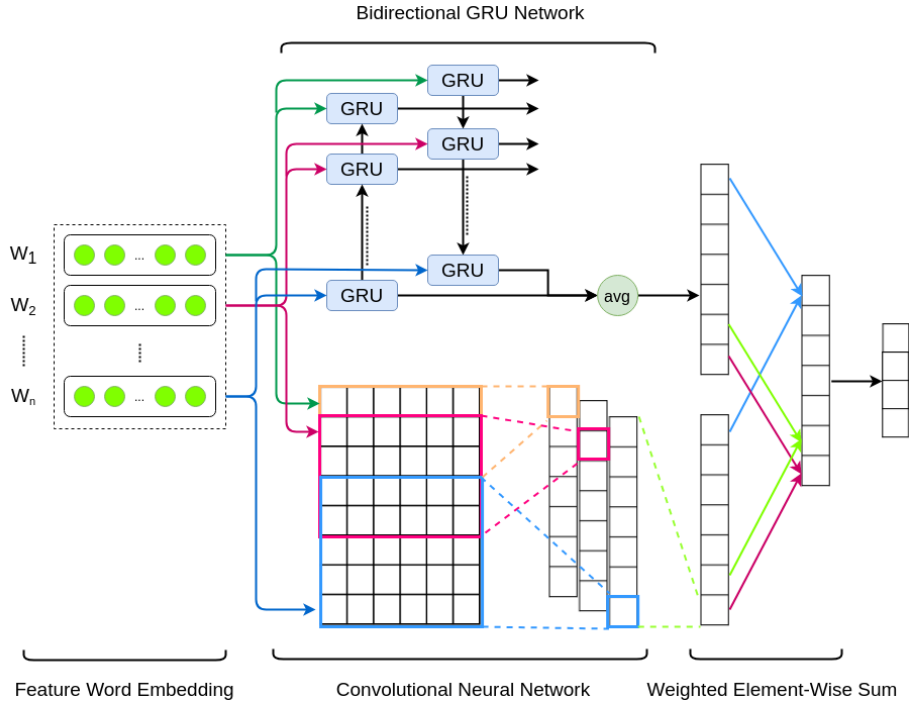 Bidirectional GRU Network
GRU
GRU
GRU
GRU
W1
...
GRU
GRU
avg
W2
...
Wn
...
Feature Word Embedding
Convolutional Neural Network
Weighted Element-Wise Sum